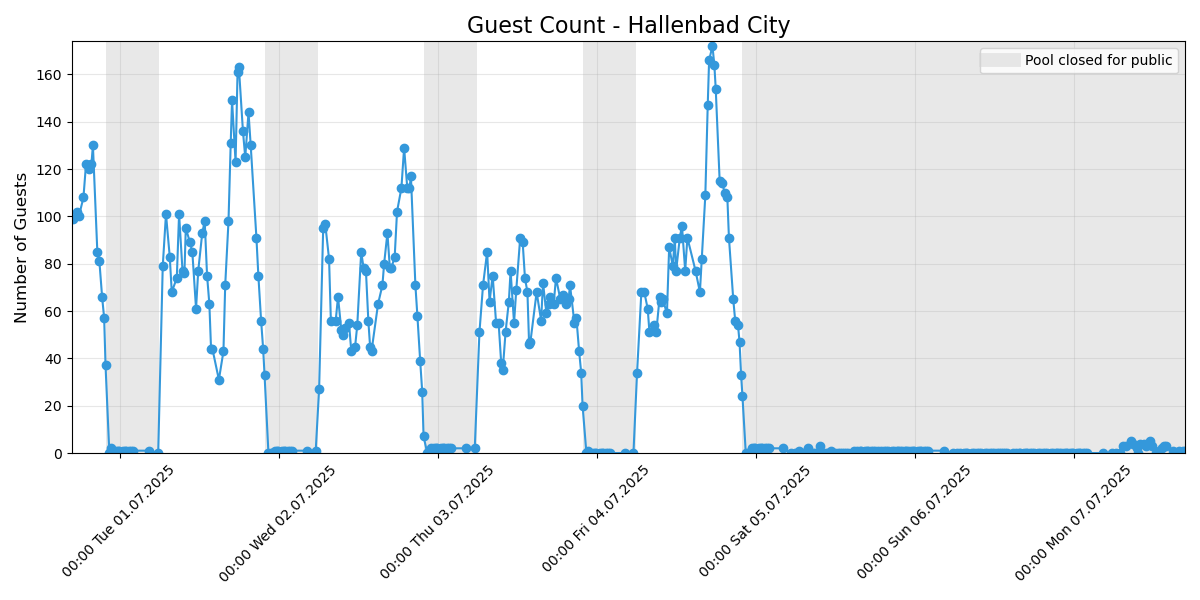 Guest Count - Hallenbad City
Pool closed for public
Number of Guests
160
140
120
100
80
60
40
20
0
00:00 Tue 01.07.2025
00:00 Wed 02.07.2025
00:00 Thu 03.07.2025
00:00 Fri 04.07.2025
00:00 Sat 05.07.2025
00:00 Sun 06.07.2025
00:00 Mon 07.07.2025